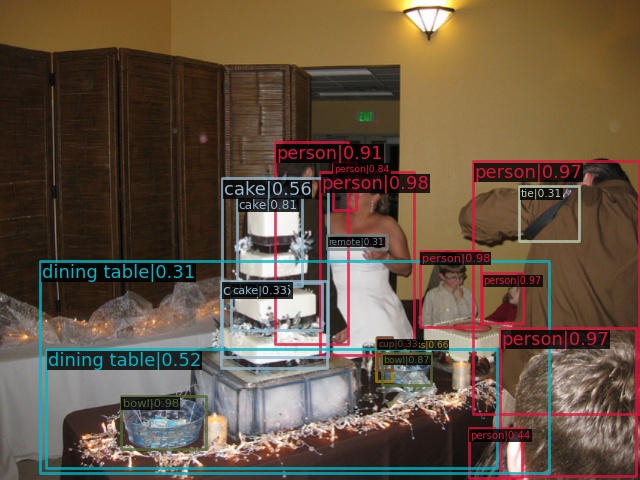 person|0.91
person|0.84
person|0.98
person|0.97
cake|0.56
tie|0.31
cake|0.81
remote|0.31
person|0.98
dining table|0.31
person|0.97
cake|0.33
person|0.97
cup|0.33
0.66
dining table|0.52
bowl|0.87
bowl|0.98
person|0.44